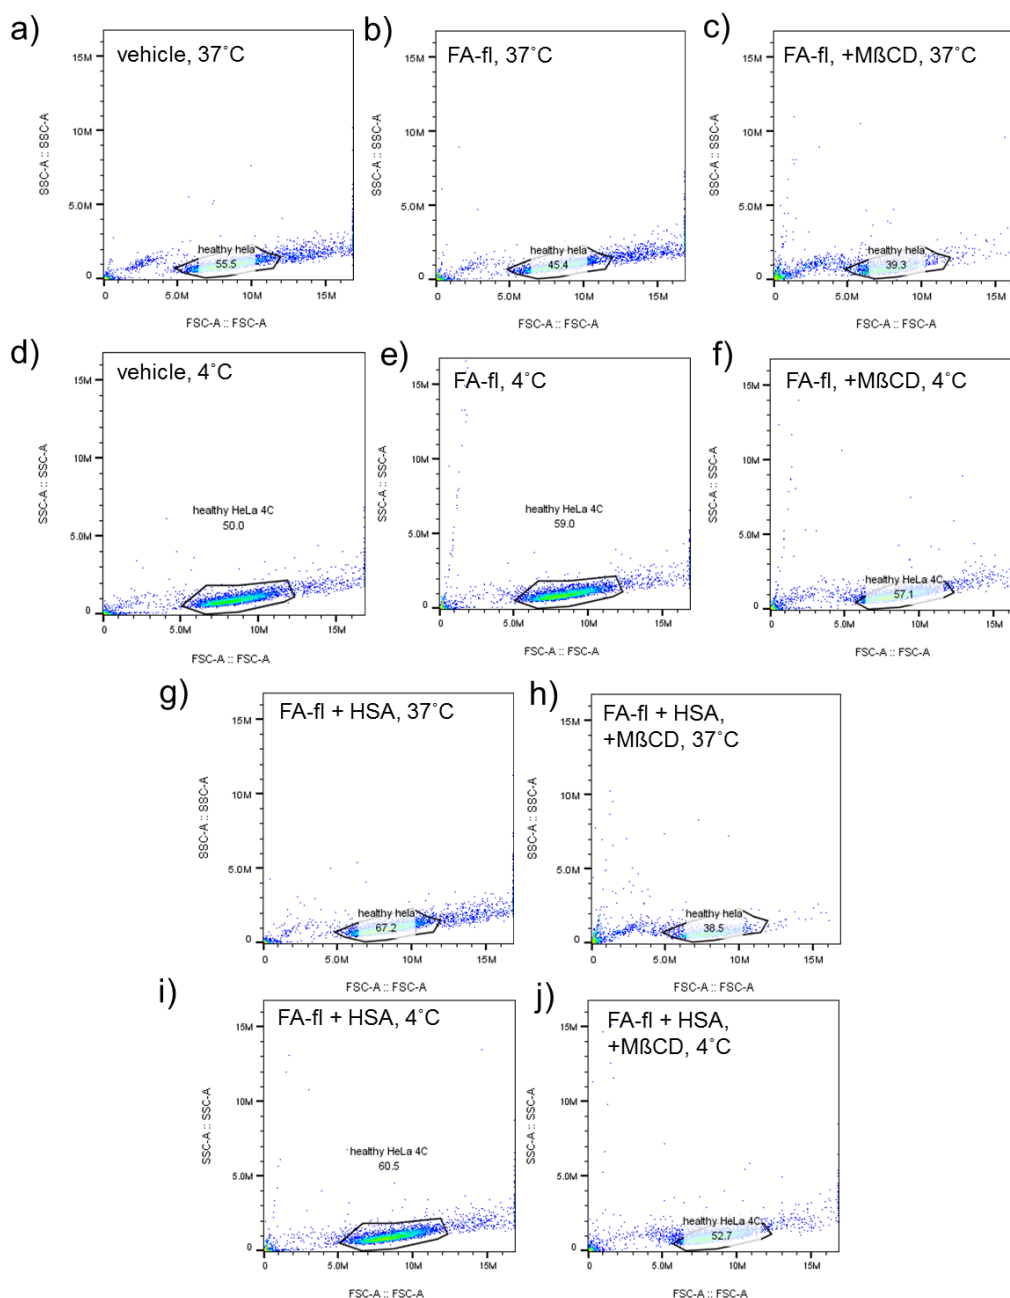 a)
vehicle, 37˚C
15M
10M
5.0M
0
SSC-A :: SSC-A
healthy hela
55.5
0
5.0M
10M
15M
FSC-A :: FSC-A
b)
FA-fl, 37˚C
15M
10M
5.0M
0
SSC-A :: SSC-A
healthy hela
45.4
0
5.0M
10M
15M
FSC-A :: FSC-A
c)
FA-fl, +MßCD, 37˚C
15M
10M
5.0M
0
SSC-A :: SSC-A
healthy hela
39.3
0
5.0M
10M
15M
FSC-A :: FSC-A
d)
vehicle, 4˚C
15M
10M
5.0M
0
SSC-A :: SSC-A
healthy HeLa 4C
50.0
0
5.0M
10M
15M
FSC-A :: FSC-A
e)
FA-fl, 4˚C
15M
10M
5.0M
0
SSC-A :: SSC-A
healthy HeLa 4C
59.0
0
5.0M
10M
15M
FSC-A :: FSC-A
f)
FA-fl, +MßCD, 4˚C
15M
10M
5.0M
0
SSC-A :: SSC-A
healthy HeLa 4C
57.1
0
5.0M
10M
15M
FSC-A :: FSC-A
g)
FA-fl + HSA, 37˚C
15M
10M
5.0M
0
SSC-A :: SSC-A
healthy hela
67.2
0
5.0M
10M
15M
FSC-A :: FSC-A
h)
FA-fl + HSA,
+MßCD, 37˚C
15M
10M
5.0M
0
SSC-A :: SSC-A
healthy hela
38.5
0
5.0M
10M
15M
FSC-A :: FSC-A
i)
FA-fl + HSA, 4˚C
15M
10M
5.0M
0
SSC-A :: SSC-A
healthy HeLa 4C
60.5
0
5.0M
10M
15M
FSC-A :: FSC-A
j)
FA-fl + HSA,
+MßCD, 4˚C
15M
10M
5.0M
0
SSC-A :: SSC-A
healthy HeLa 4C
52.7
0
5.0M
10M
15M
FSC-A :: FSC-A